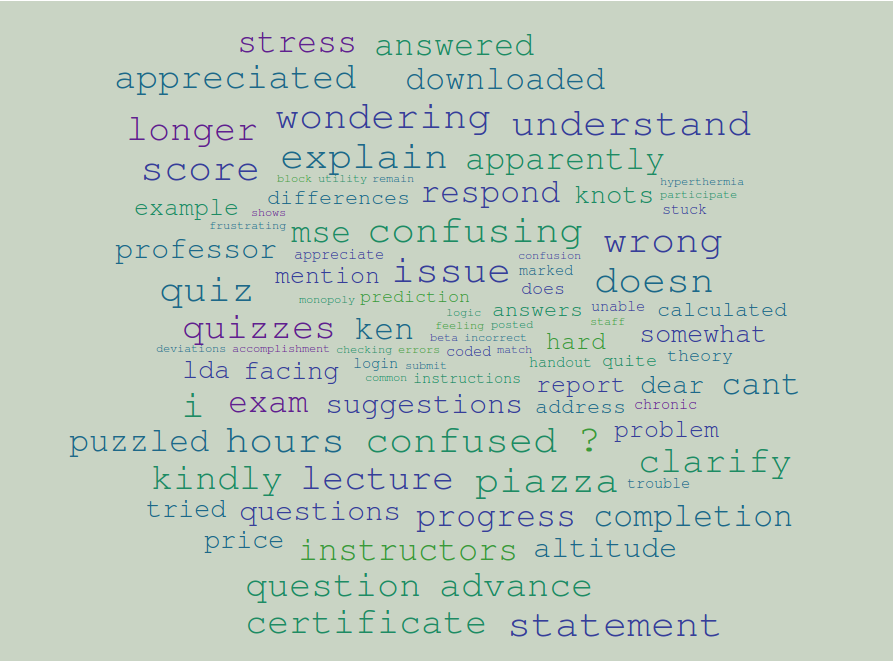 stress answered
appreciated downloaded
longer wondering understand
score explain apparently
block utility remain hyperthermia
differences respond knots participate
example shows stuck
frustrating
professor mse confusing wrong
appreciate confusion
quiz mention issue marked doesn
does
monopoly prediction
logic answers unable calculated
quizzes ken feeling posted staff somewhat
beta incorrect hard
deviations accomplishment checking errors coded match
lda facing login submit handout quite theory
common instructions
i exam suggestions report dear cant
address chronic
puzzled hours confused ? problem
kindly lecture piazza clarify
trouble
tried questions progress completion
price instructors altitude
question advance
certificate statement